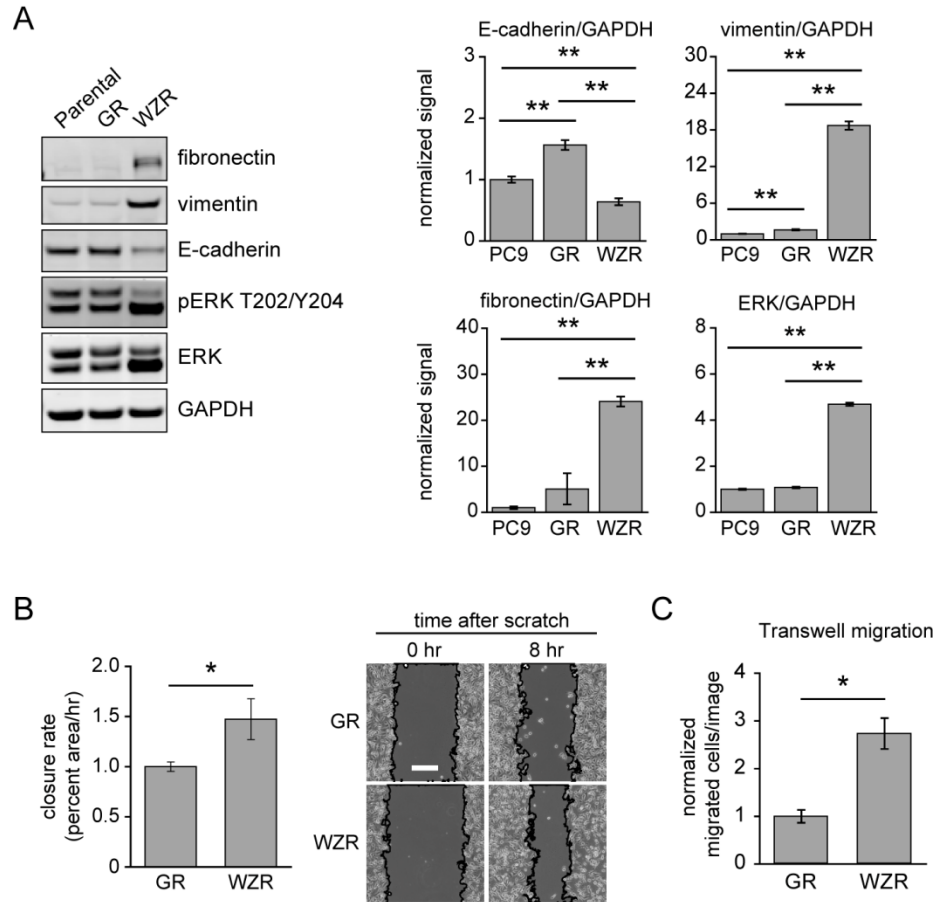 A
Parental
GR
WZR
fibronectin
vimentin
E-cadherin
pERK T202/Y204
ERK
GAPDH
E-cadherin/GAPDH
normalized signal
3
2
1
0
**
**
**
PC9 GR WZR
vimentin/GAPDH
30
24
18
12
6
0
**
**
**
PC9 GR WZR
fibronectin/GAPDH
normalized signal
40
30
20
10
0
**
**
PC9 GR WZR
ERK/GAPDH
8
6
4
2
0
**
**
PC9 GR WZR
B
closure rate
(percent area/hr)
2.0
1.5
1.0
0.5
0
*
GR WZR
time after scratch
0 hr 8 hr
GR
WZR
C
Transwell migration
normalized
migrated cells/image
4
3
2
1
0
*
GR WZR